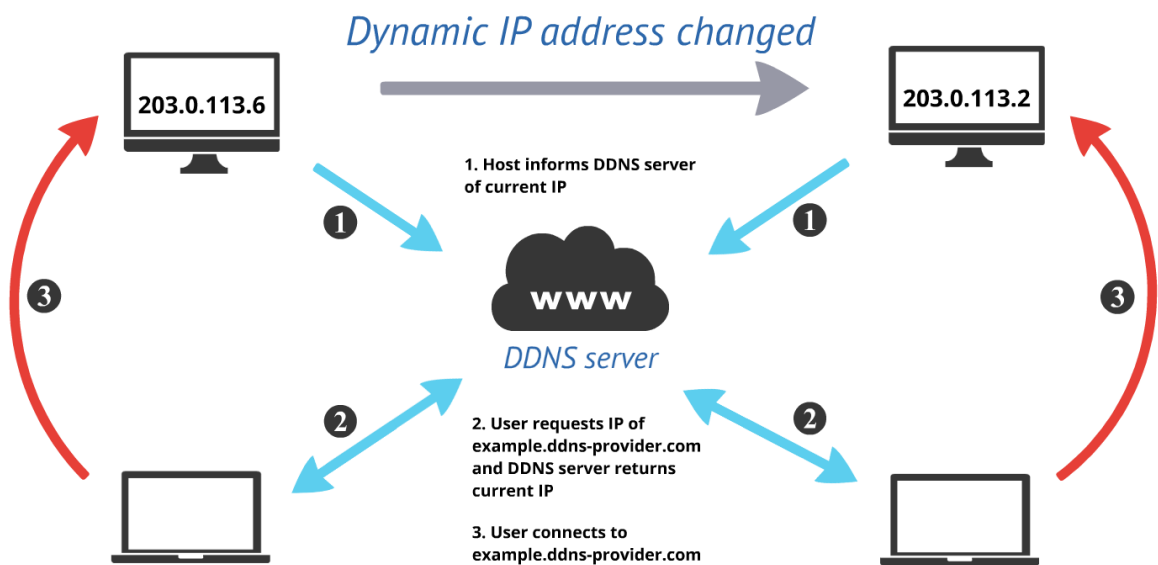 Dynamic IP address changed
203.0.113.6
203.0.113.2
1. Host informs DDNS server
of current IP
1
1
www
3
3
DDNS server
2
2
2. User requests IP of
example.ddns-provider.com
and DDNS server returns
current IP
3. User connects to
example.ddns-provider.com